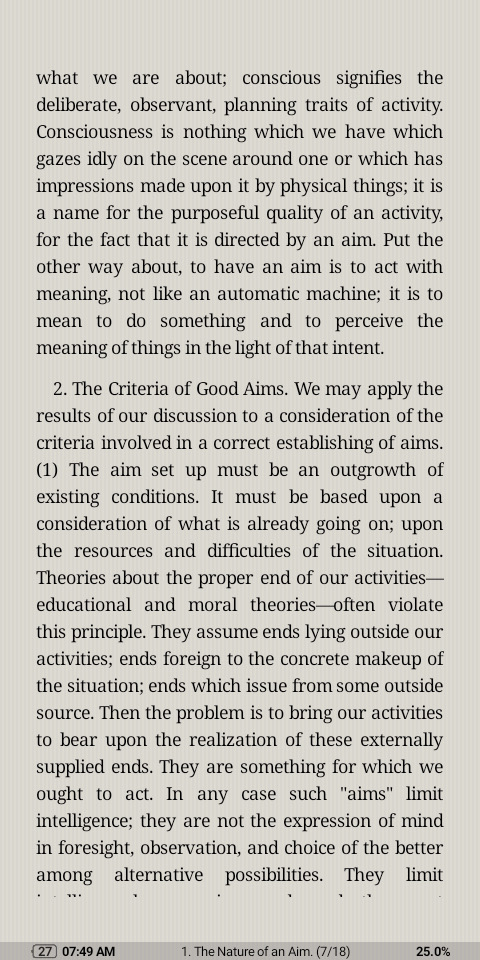 what we are about; conscious signifies the
deliberate, observant, planning traits of activity.
Consciousness is nothing which we have which
gazes idly on the scene around one or which has
impressions made upon it by physical things; it is
a name for the purposeful quality of an activity,
for the fact that it is directed by an aim. Put the
other way about, to have an aim is to act with
meaning, not like an automatic machine; it is to
mean to do something and to perceive the
meaning of things in the light of that intent.
2. The Criteria of Good Aims. We may apply the
results of our discussion to a consideration of the
criteria involved in a correct establishing of aims.
(1) The aim set up must be an outgrowth of
existing conditions. It must be based upon a
consideration of what is already going on; upon
the resources and difficulties of the situation.
Theories about the proper end of our activities—
educational and moral theories—often violate
this principle. They assume ends lying outside our
activities; ends foreign to the concrete makeup of
the situation; ends which issue from some outside
source. Then the problem is to bring our activities
to bear upon the realization of these externally
supplied ends. They are something for which we
ought to act. In any case such "aims" limit
intelligence; they are not the expression of mind
in foresight, observation, and choice of the better
among alternative possibilities. They limit
27 07:49 AM 1. The Nature of an Aim. (7/18) 25.0%